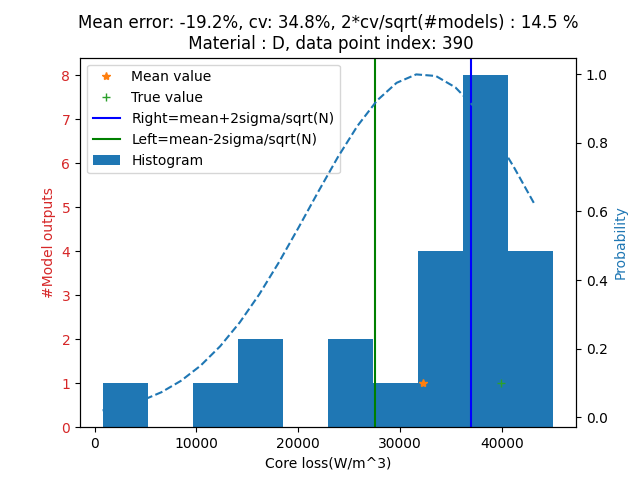 Mean error: -19.2%, cv: 34.8%, 2*cv/sqrt(#models) : 14.5 %
Material : D, data point index: 390
Mean value
True value
Right=mean+2sigma/sqrt(N)
Left=mean-2sigma/sqrt(N)
Histogram
#Model outputs
8
7
6
5
4
3
2
1
0
1.0
0.8
0.6
0.4
0.2
0.0
Probability
0
10000
20000
30000
40000
Core loss(W/m^3)